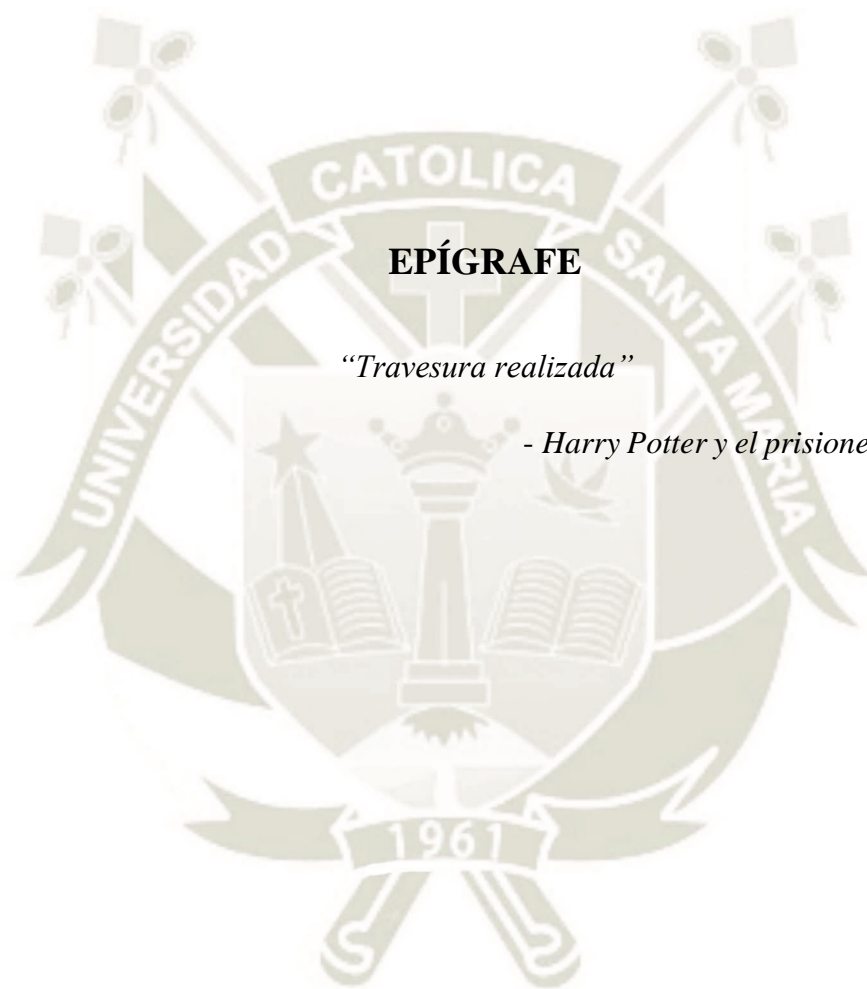 CATOLICA
UNIVERSIDAD
SANTA MARIA
EPÍGRAFE
“Travesura realizada”
- Harry Potter y el prisione
1961